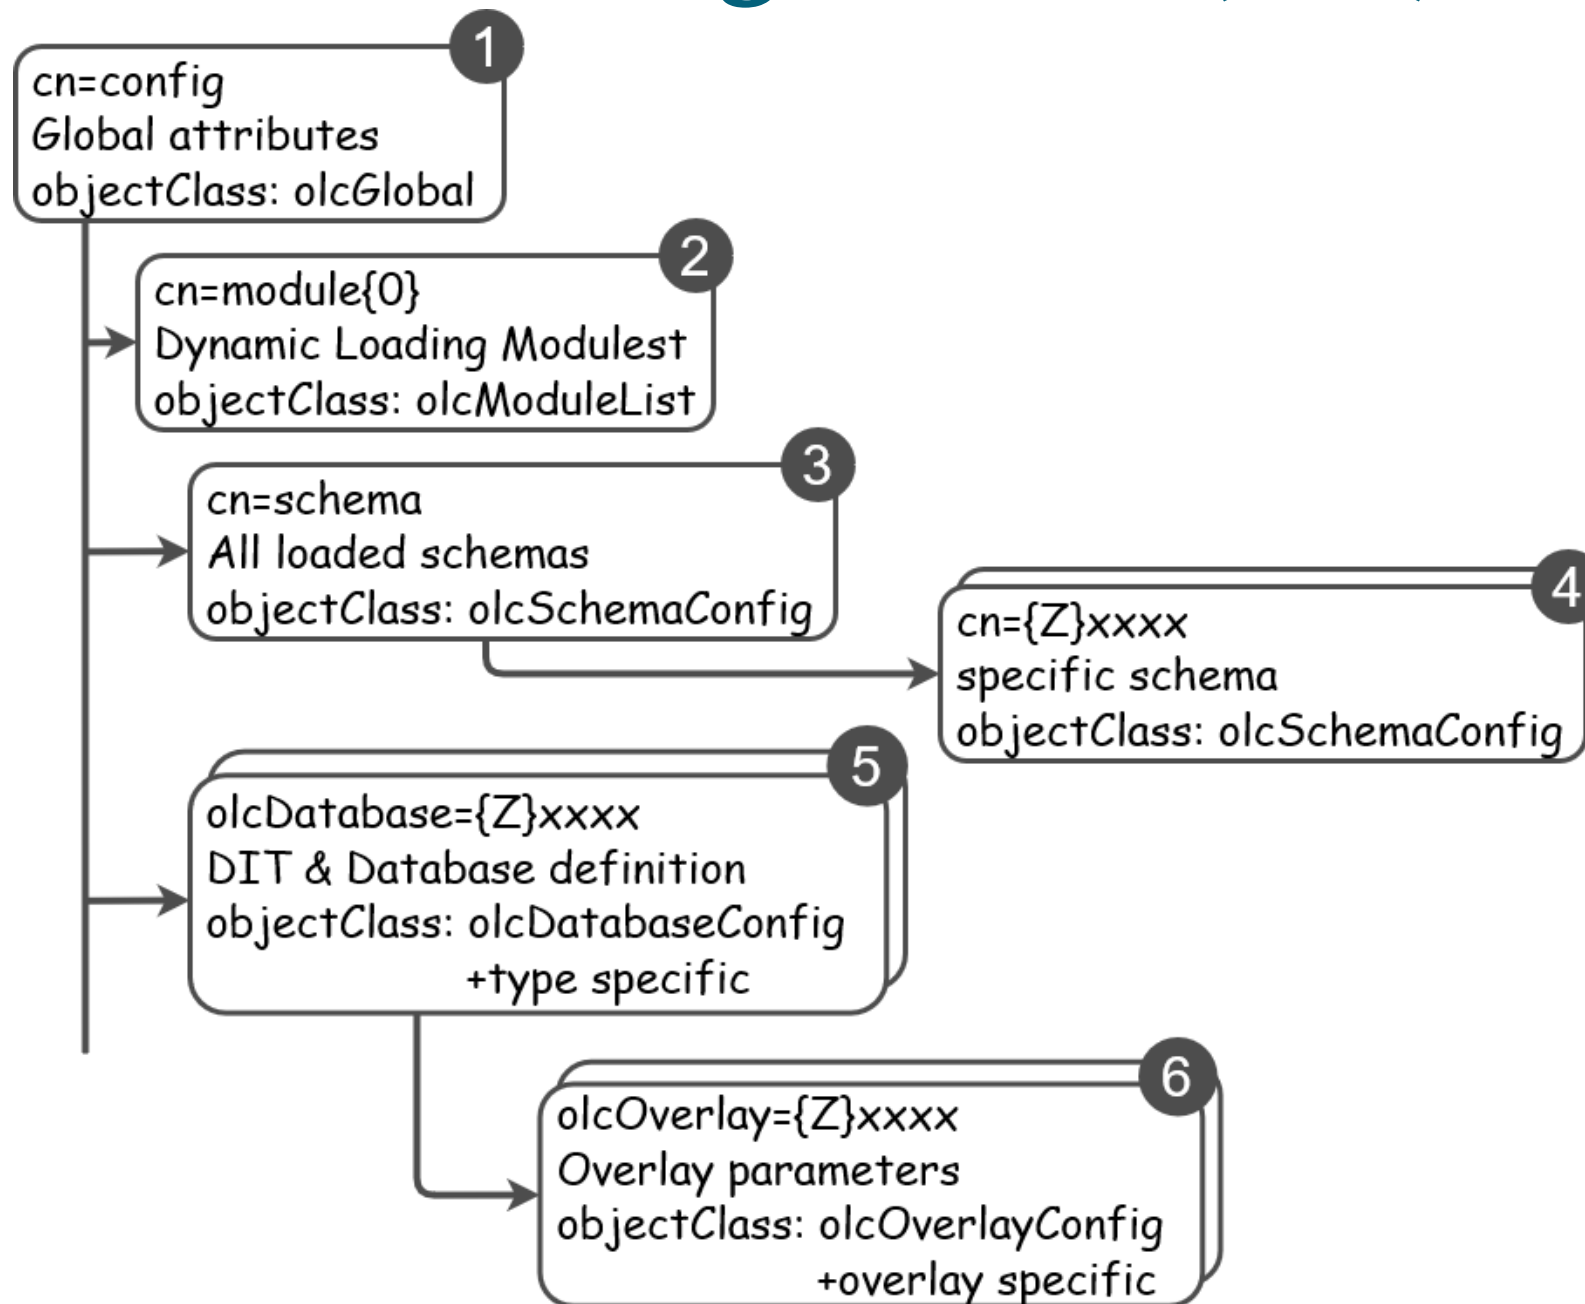 1
cn=config
Global attributes
objectClass: olcGlobal
2
cn=module{0}
Dynamic Loading Modulest
objectClass: olcModuleList
3
cn=schema
All loaded schemas
objectClass: olcSchemaConfig
4
cn={Z}xxxx
specific schema
objectClass: olcSchemaConfig
5
olcDatabase={Z}xxxx
DIT & Database definition
objectClass: olcDatabaseConfig
+type specific
6
olcOverlay={Z}xxxx
Overlay parameters
objectClass: olcOverlayConfig
+overlay specific